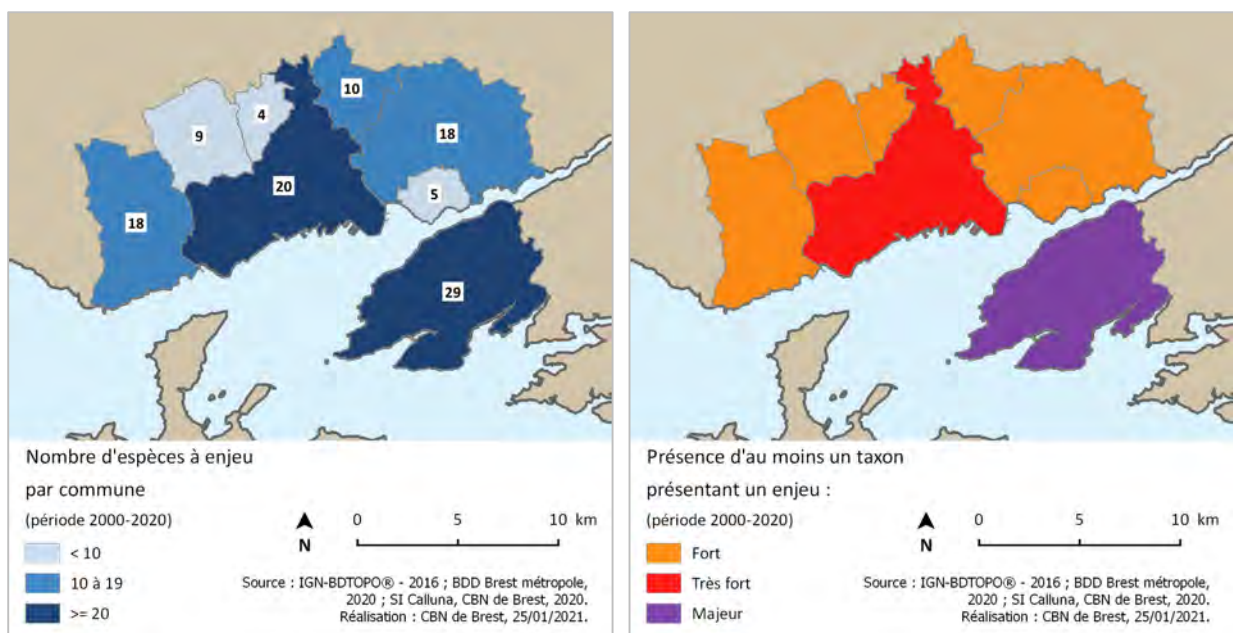 10
4
9
18
20
5
18
29
Nombre d'espèces à enjeu
par commune
(période 2000-2020)
< 10
10 à 19
>= 20
N
0 5 10 km
Source : IGN-BDTOPO® - 2016 ; BDD Brest métropole,
2020 ; SI Calluna, CBN de Brest, 2020.
Réalisation : CBN de Brest, 25/01/2021.
Présence d'au moins un taxon
présentant un enjeu :
(période 2000-2020)
Fort
Très fort
Majeur
N
0 5 10 km
Source : IGN-BDTOPO® - 2016 ; BDD Brest métropole,
2020 ; SI Calluna, CBN de Brest, 2020.
Réalisation : CBN de Brest, 25/01/2021.